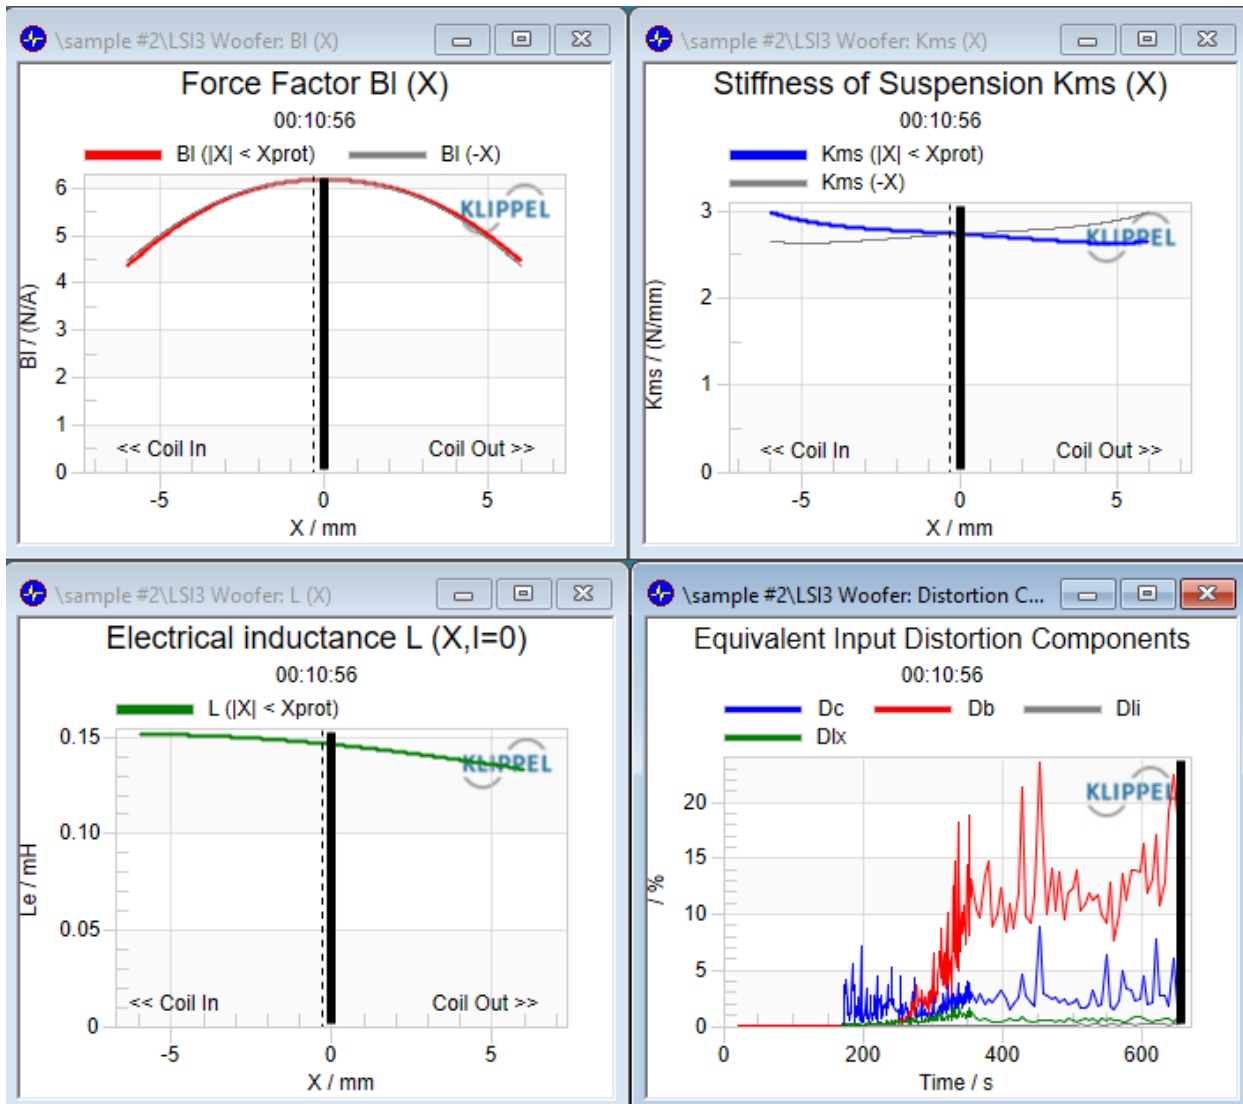 \sample #2\LSI3 Woofer: Bl (X)
Force Factor Bl (X)
00:10:56
Bl (|X| < Xprot) Bl (-X)
KLIPPEL
6
5
4
3
2
1
0
Bl / (N/A)
<< Coil In Coil Out >>
-5 0 5
X / mm
\sample #2\LSI3 Woofer: Kms (X)
Stiffness of Suspension Kms (X)
00:10:56
Kms (|X| < Xprot)
Kms (-X)
KLIPPEL
3
2
1
0
Kms / (N/mm)
<< Coil In Coil Out >>
-5 0 5
X / mm
\sample #2\LSI3 Woofer: L (X)
Electrical inductance L (X,I=0)
00:10:56
L (|X| < Xprot)
KLIPPEL
0.15
0.10
0.05
0
Le / mH
<< Coil In Coil Out >>
-5 0 5
X / mm
\sample #2\LSI3 Woofer: Distortion C...
Equivalent Input Distortion Components
00:10:56
Dc Db Dli
Dlx
KLIPPEL
20
15
10
5
0
/ %
0 200 400 600
Time / s